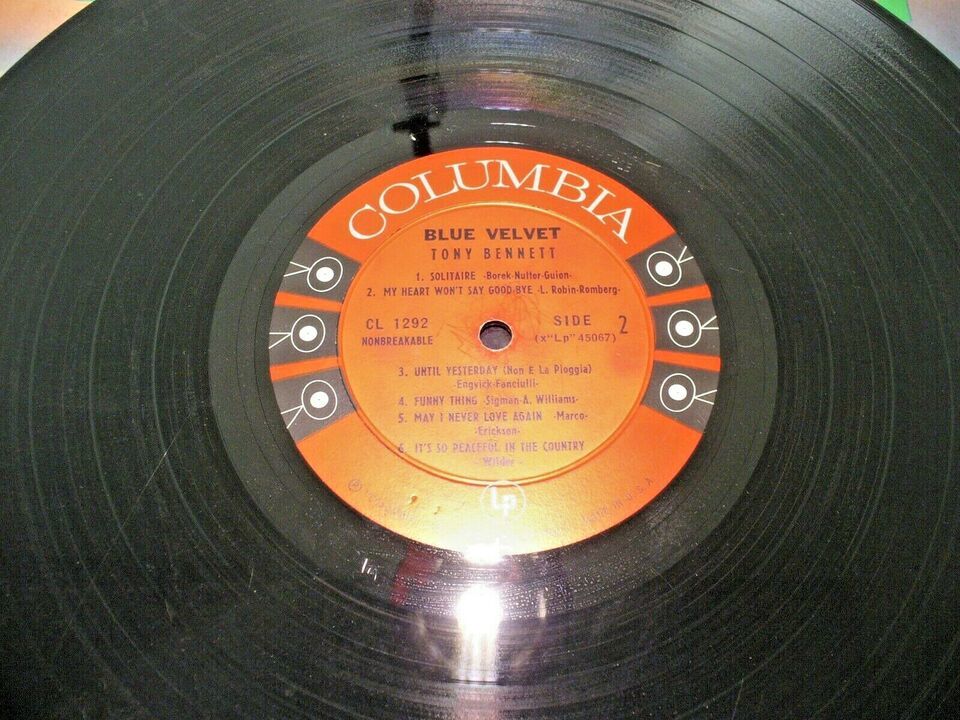 COLUMBIA
BLUE VELVET
TONY BENNETT
1. SOLITAIRE -Borek-Nutter-Guion-
2. MY HEART WON'T SAY GOOD-BYE -L. Robin-Romberg-
CL 1292
NONBREAKABLE
SIDE 2
(x"Lp" 45067)
3. UNTIL YESTERDAY (Non E La Pioggia)
-Engvick-Fanciulli-
4. FUNNY THING -Sigman-A. Williams-
5. MAY I NEVER LOVE AGAIN -Marco-
-Erickson-
6. IT'S SO PEACEFUL IN THE COUNTRY
-Wilder-
Lp
IN U.S.A.